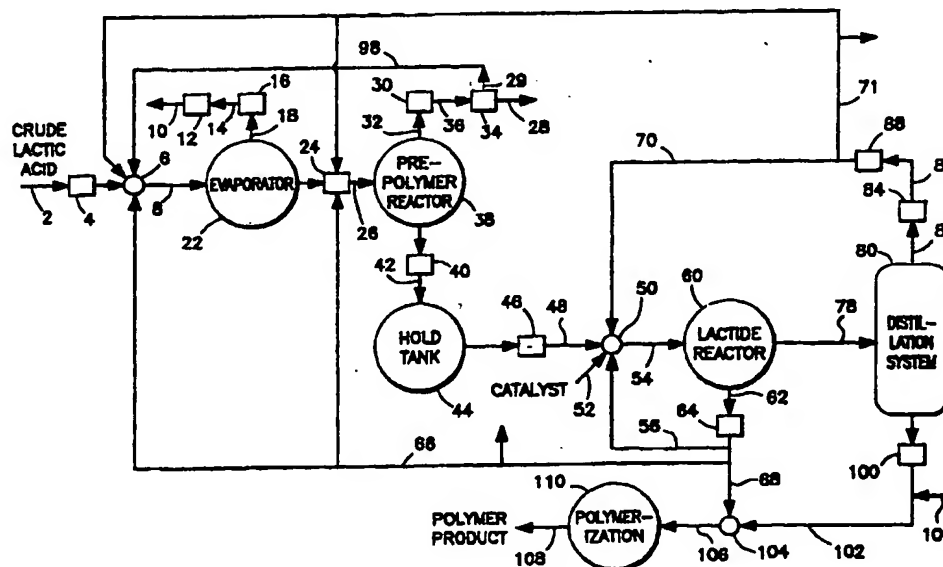 98
16
29
30
71
10
12
14
18
36
34
28
32
70
88
CRUDE
LACTIC
ACID
6
24
PRE-
POLYMER
REACTOR
84
EVAPORATOR
2
4
8
26
38
22
80
42
40
60
50
46
48
78
HOLD
TANK
LACTIDE
REACTOR
DISTIL-
LATION
SYSTEM
54
CATALYST
62
44
52
64
56
100
66
68
110
POLYMER
PRODUCT
POLYMER-
IZATION
108
106
104
102